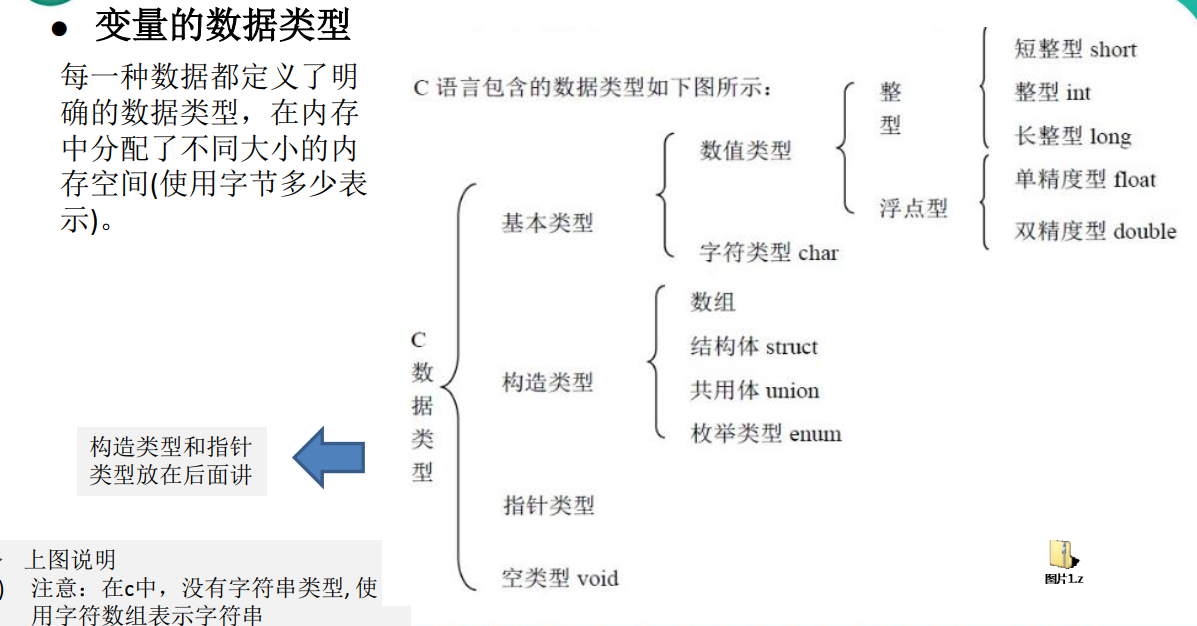 ● 变量的数据类型
每一种数据都定义了明
确的数据类型，在内存
中分配了不同大小的内
存空间(使用字节多少表
示)。
C 语言包含的数据类型如下图所示：
C
数
据
类
型
基本类型
数值类型
整
型
短整型 short
整型 int
长整型 long
浮点型
单精度型 float
双精度型 double
字符类型 char
构造类型
数组
结构体 struct
共用体 union
枚举类型 enum
指针类型
空类型 void
构造类型和指针
类型放在后面讲
上图说明
) 注意：在c中，没有字符串类型, 使
用字符数组表示字符串
图片1.z